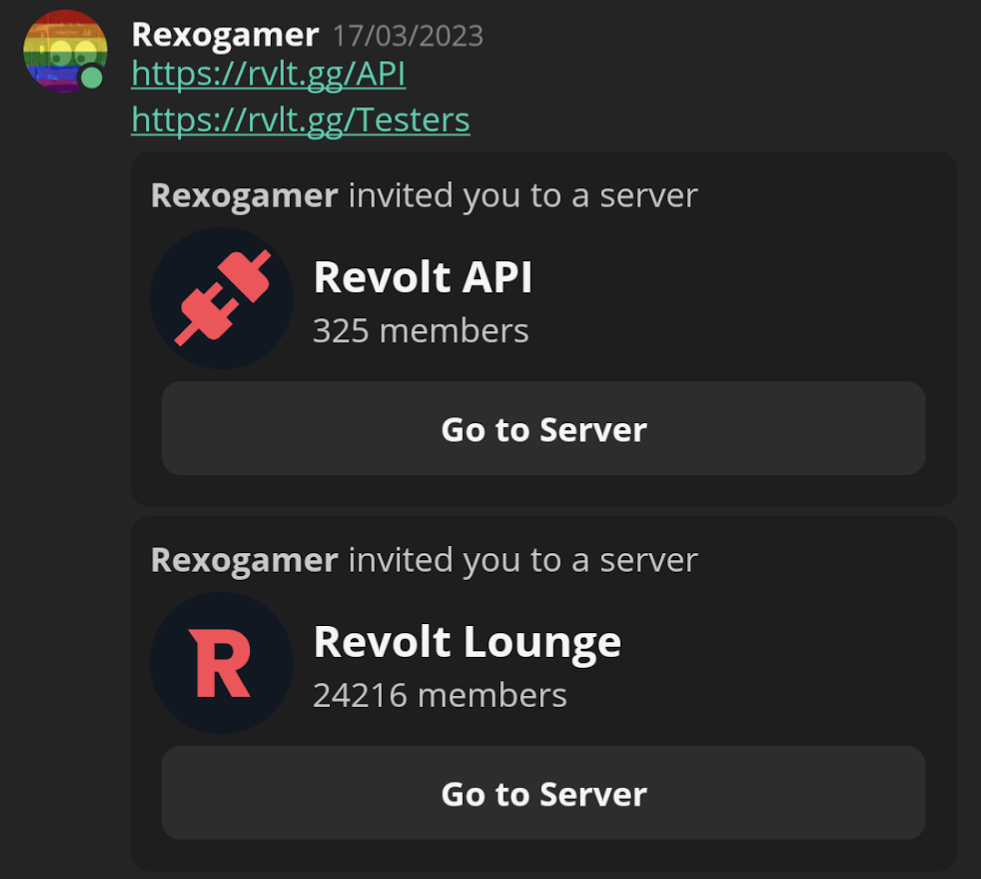 Rexogamer 17/03/2023
https://rvlt.gg/API
https://rvlt.gg/Testers
Rexogamer invited you to a server
Revolt API
325 members
Go to Server
Rexogamer invited you to a server
R
Revolt Lounge
24216 members
Go to Server